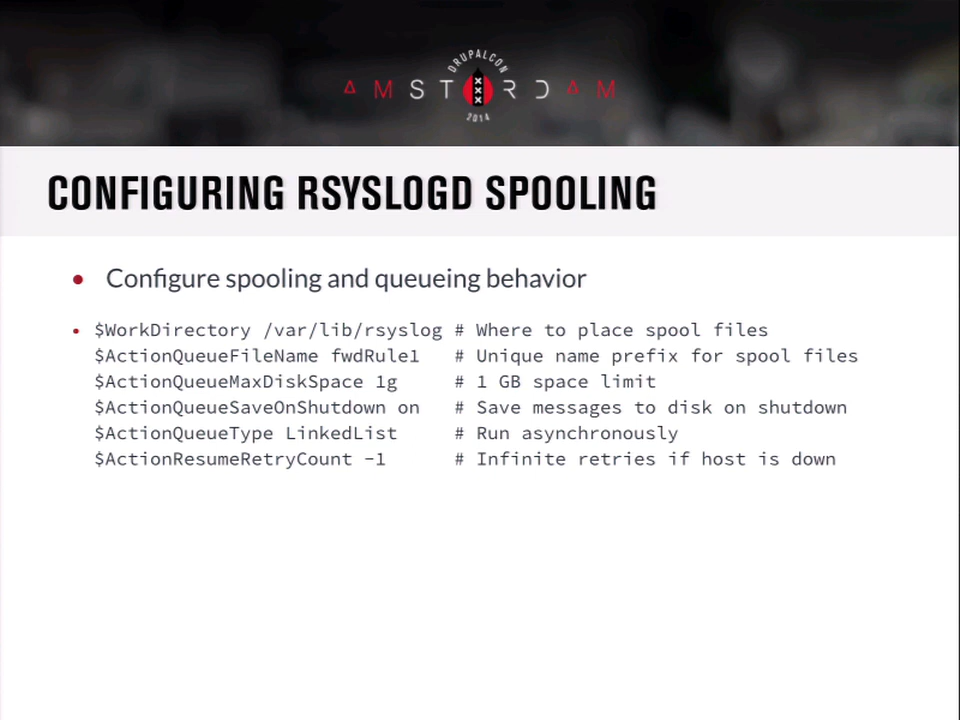 DRUPALCON
AMSTERDAM
2014
CONFIGURING RSYSLOGD SPOOLING
• Configure spooling and queueing behavior
• $WorkDirectory /var/lib/rsyslog # Where to place spool files
$ActionQueueFileName fwdRule1 # Unique name prefix for spool files
$ActionQueueMaxDiskSpace 1g # 1 GB space limit
$ActionQueueSaveOnShutdown on # Save messages to disk on shutdown
$ActionQueueType LinkedList # Run asynchronously
$ActionResumeRetryCount -1 # Infinite retries if host is down